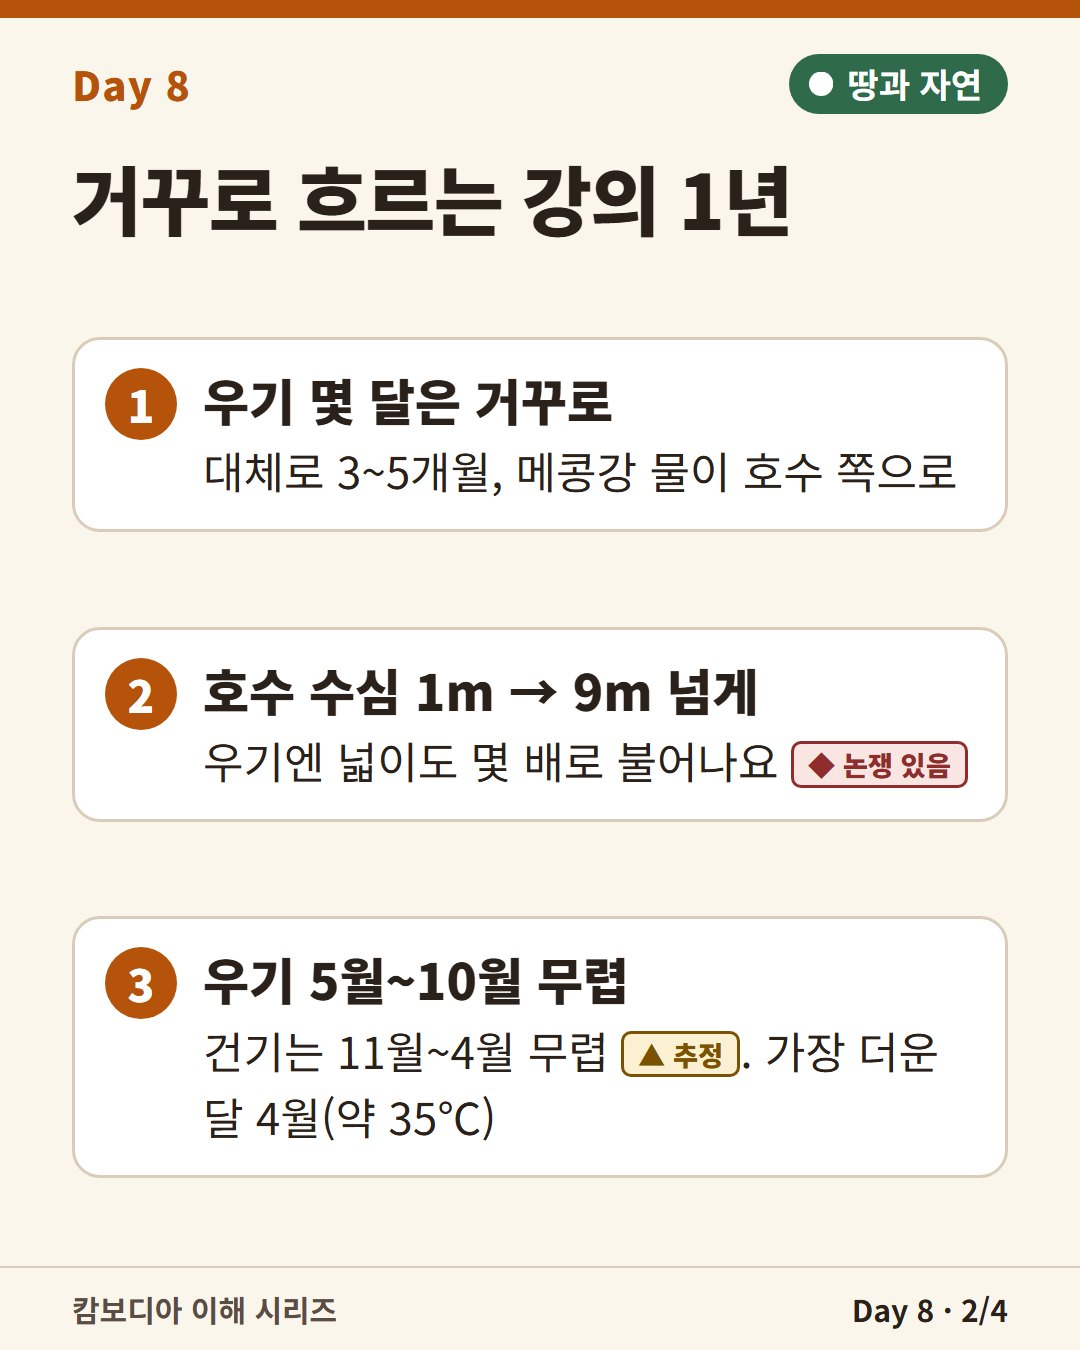 Day 8
땅과 자연
거꾸로 흐르는 강의 1년
1
우기 몇 달은 거꾸로
대체로 3~5개월, 메콩강 물이 호수 쪽으로
2
호수 수심 1m → 9m 넘게
우기엔 넓이도 몇 배로 불어나요 ◆ 논쟁 있음
3
우기 5월~10월 무렵
건기는 11월~4월 무렵 ▲ 추정. 가장 더운
달 4월(약 35℃)
캄보디아 이해 시리즈
Day 8 · 2/4